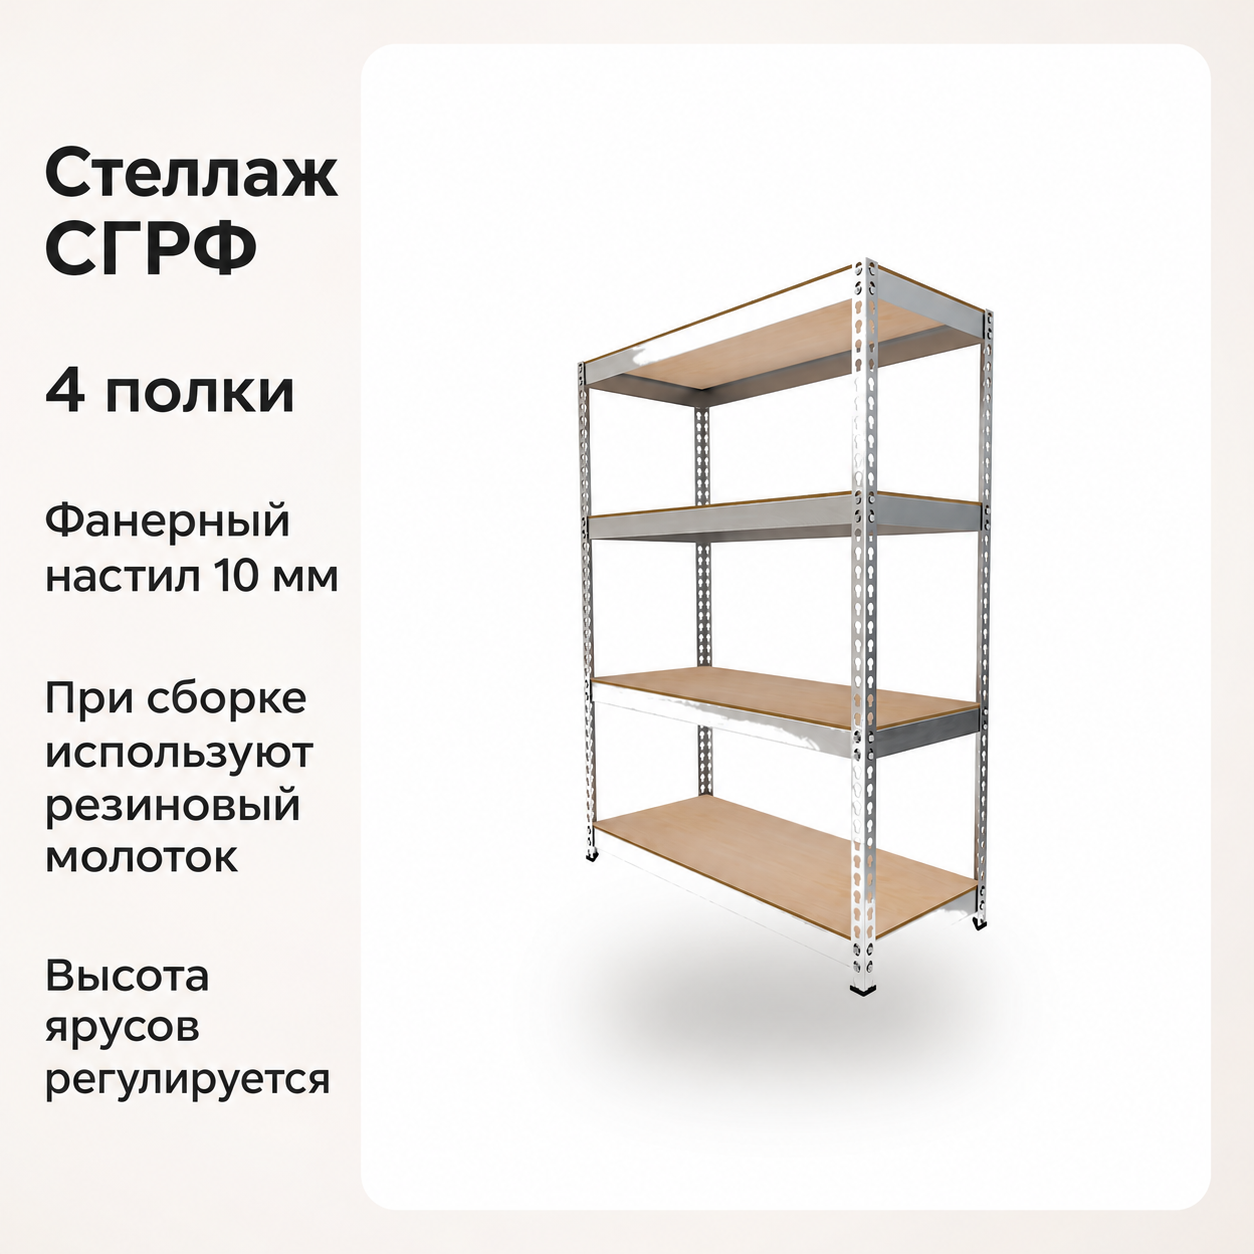 Стеллаж
СГРФ
4 полки
Фанерный
настил 10 мм
При сборке
используют
резиновый
молоток
Высота
ярусов
регулируется